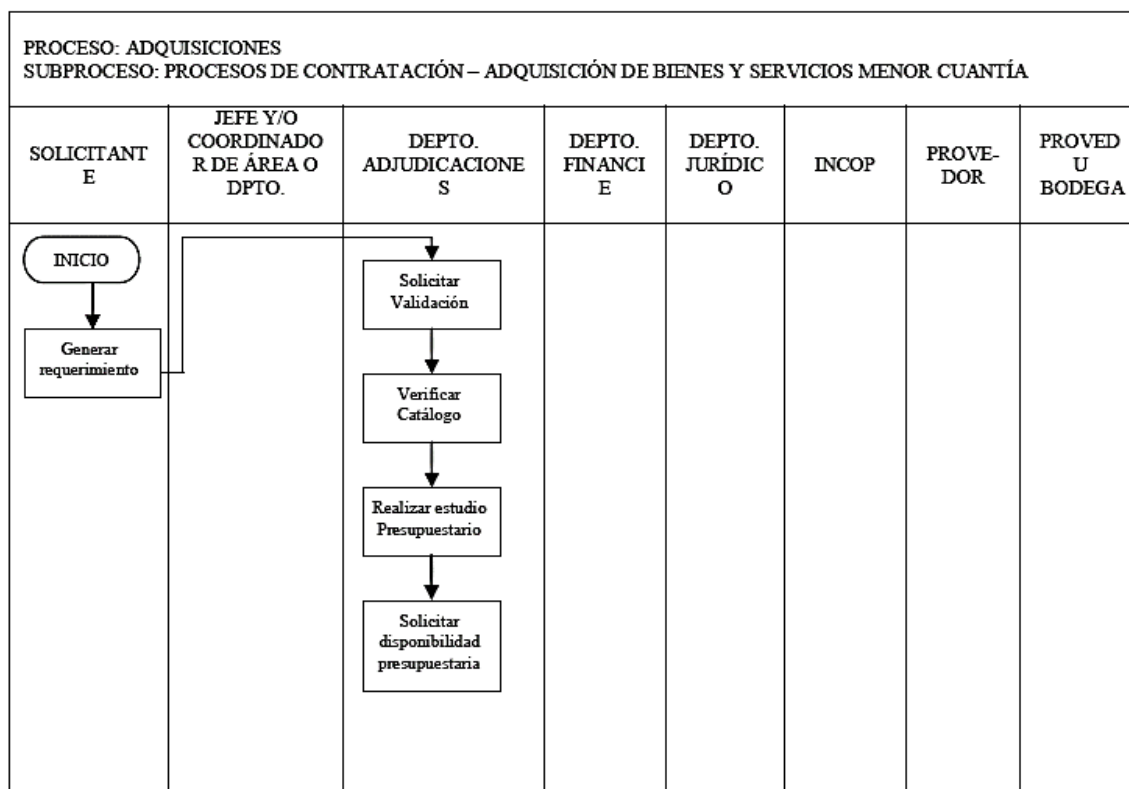 PROCESO: ADQUISICIONES
SUBPROCESO: PROCESOS DE CONTRATACIÓN – ADQUISICIÓN DE BIENES Y SERVICIOS MENOR CUANTÍA
SOLICITANT
E
JEFE Y/O
COORDINADO
R DE ÁREA O
DPTO.
DEPTO.
ADJUDICACIONE
S
DEPTO.
FINANCI
E
DEPTO.
JURÍDIC
O
INCOP
PROVE-
DOR
PROVED
U
BODEGA
INICIO
Generar
requerimiento
Solicitar
Validación
Verificar
Catálogo
Realizar estudio
Presupuestario
Solicitar
disponibilidad
presupuestaria